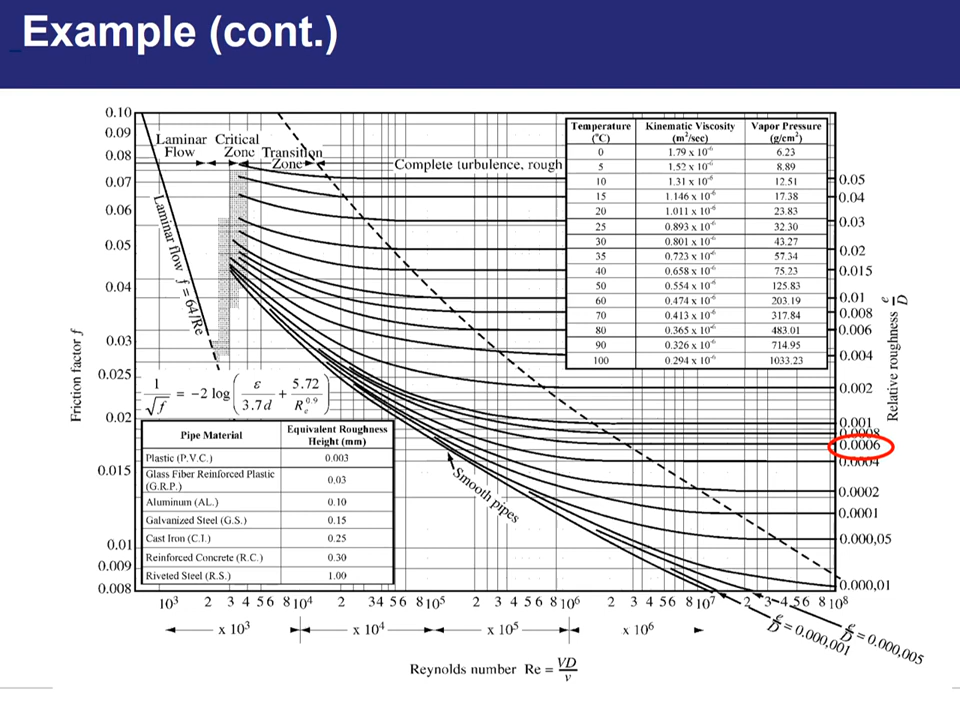 Example (cont.)
0.10
0.09
0.08
0.07
0.06
0.05
0.04
0.03
0.025
0.02
0.015
0.01
0.009
0.008
Friction factor f
Laminar Flow
Critical Zone
Transition Zone
Complete turbulence, rough
Laminar flow f = 64/Re
Temperature (°C) Kinematic Viscosity (m²/sec) Vapor Pressure (g/cm²)
0 1.79 x 10⁻⁶ 6.23
5 1.52 x 10⁻⁶ 8.89
10 1.31 x 10⁻⁶ 12.51
15 1.146 x 10⁻⁶ 17.38
20 1.011 x 10⁻⁶ 23.83
25 0.893 x 10⁻⁶ 32.30
30 0.801 x 10⁻⁶ 43.27
35 0.723 x 10⁻⁶ 57.34
40 0.658 x 10⁻⁶ 75.23
50 0.554 x 10⁻⁶ 125.83
60 0.474 x 10⁻⁶ 203.19
70 0.413 x 10⁻⁶ 317.84
80 0.365 x 10⁻⁶ 483.01
90 0.326 x 10⁻⁶ 714.95
100 0.294 x 10⁻⁶ 1033.23
0.05
0.04
0.03
0.02
0.015
0.01
0.008
0.006
0.004
0.002
0.001
0.0008
0.0006
0.0004
0.0002
0.0001
0.000,05
0.000,01
Relative roughness e/D
1/√f = −2 log (ε/3.7d + 5.72/Re^0.9)
Pipe Material Equivalent Roughness Height (mm)
Plastic (P.V.C.) 0.003
Glass Fiber Reinforced Plastic (G.R.P.) 0.03
Aluminum (AL.) 0.10
Galvanized Steel (G.S.) 0.15
Cast Iron (C.I.) 0.25
Reinforced Concrete (R.C.) 0.30
Riveted Steel (R.S.) 1.00
Smooth pipes
10³ 2 3 4 5 6 8 10⁴ 2 3 4 5 6 8 10⁵ 2 3 4 5 6 8 10⁶ 2 3 4 5 6 8 10⁷ 2 3 4 5 6 8 10⁸
x 10³ x 10⁴ x 10⁵ x 10⁶
e/D = 0.000,001
e/D = 0.000,005
Reynolds number Re = VD/ν